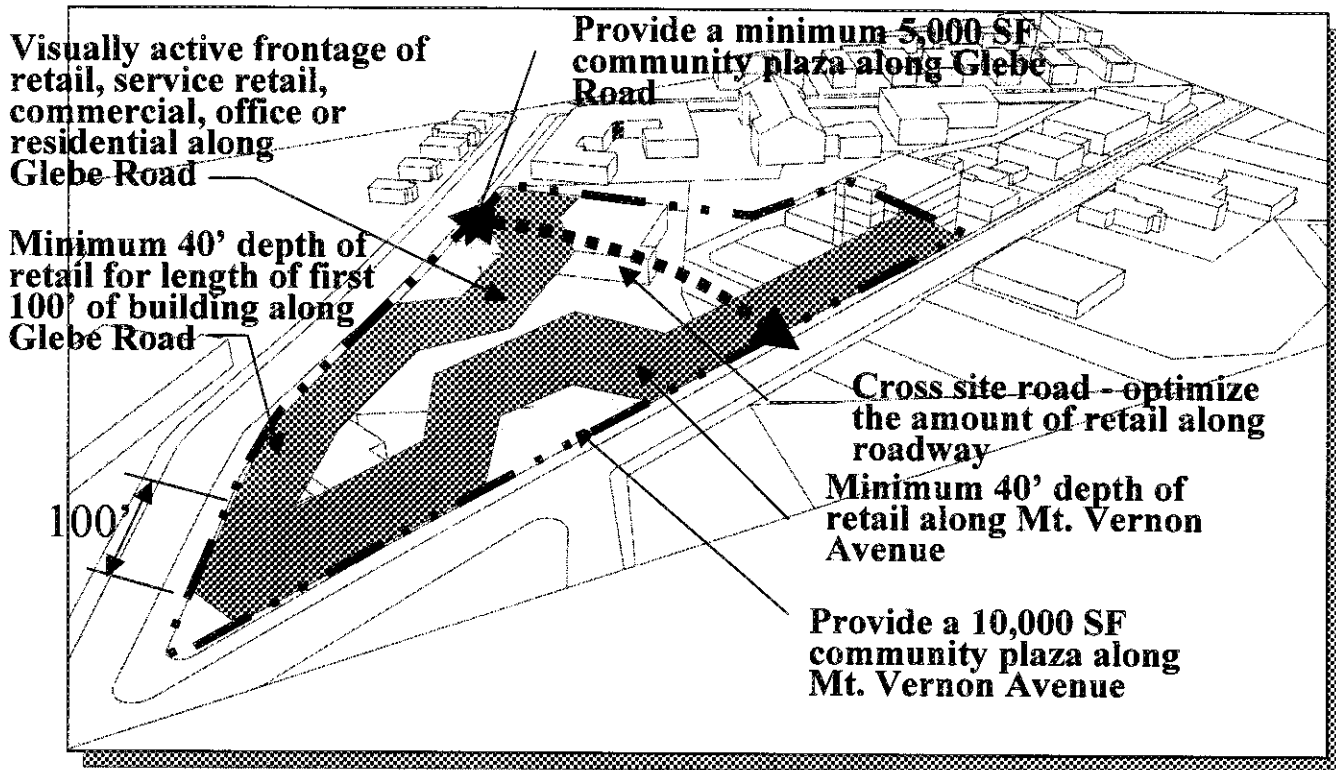 Visually active frontage of
retail, service retail,
commercial, office or
residential along
Glebe Road
Provide a minimum 5,000 SF
community plaza along Glebe
Road
Minimum 40' depth of
retail for length of first
100' of building along
Glebe Road
100'
Cross site road - optimize
the amount of retail along
roadway
Minimum 40' depth of
retail along Mt. Vernon
Avenue
Provide a 10,000 SF
community plaza along
Mt. Vernon Avenue